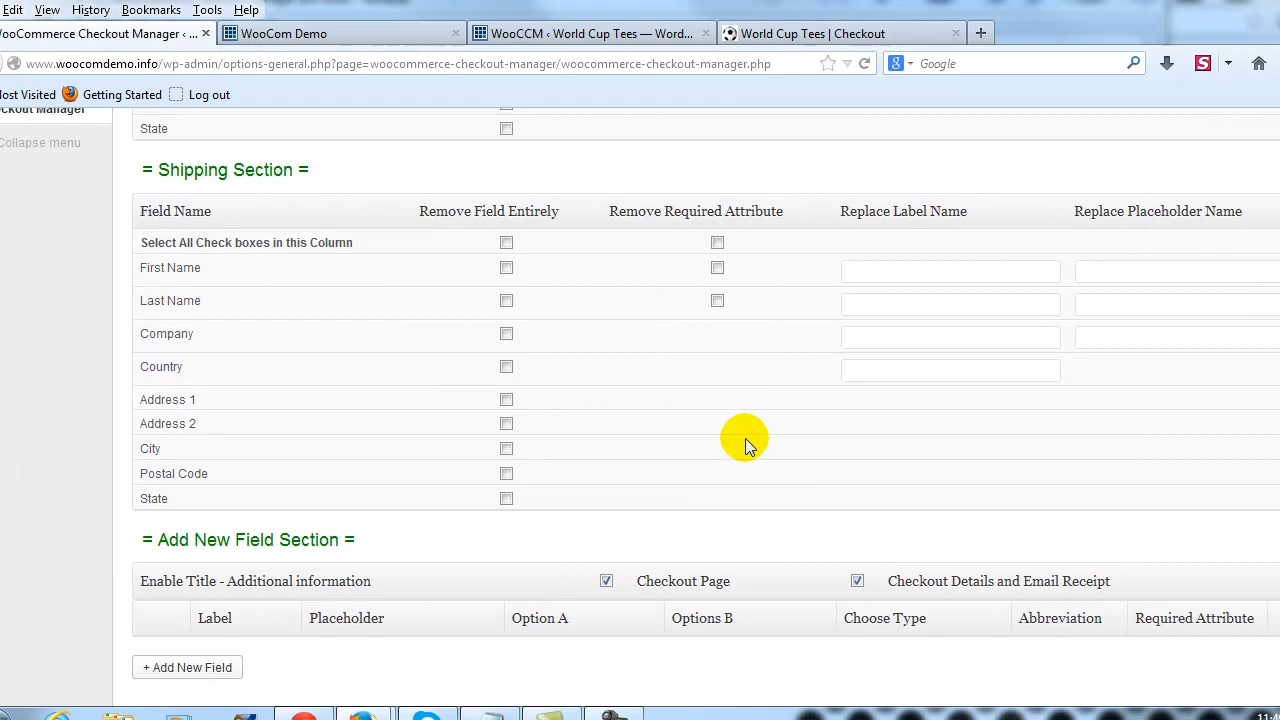 Edit View History Bookmarks Tools Help
WooCommerce Checkout Manager ‹ ... × WooCom Demo × WooCCM ‹ World Cup Tees — Word... × World Cup Tees | Checkout × +
www.woocomdemo.info/wp-admin/options-general.php?page=woocommerce-checkout-manager/woocommerce-checkout-manager.php Google
Most Visited Getting Started Log out
Checkout Manager
Collapse menu
State
= Shipping Section =
Field Name Remove Field Entirely Remove Required Attribute Replace Label Name Replace Placeholder Name
Select All Check boxes in this Column
First Name
Last Name
Company
Country
Address 1
Address 2
City
Postal Code
State
= Add New Field Section =
Enable Title - Additional information Checkout Page Checkout Details and Email Receipt
Label Placeholder Option A Options B Choose Type Abbreviation Required Attribute
+ Add New Field